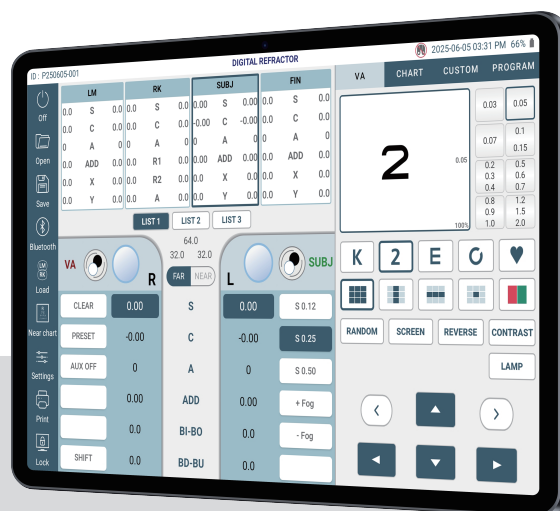 ID : P250605-001
DIGITAL REFRACTOR
2025-06-05 03:31 PM 66%
Off
Open
Save
Bluetooth
LM
RK
Load
Near chart
Settings
Print
Lock
LM RK SUBJ FIN
0.0 S 0.0 0.0 S 0.0 0.00 S 0.00 0.0 S 0.0
0.0 C 0.0 0.0 C 0.0 -0.00 C -0.00 0.0 C 0.0
0 A 0 0 A 0 0 A 0 0 A 0
0.0 ADD 0.0 0.0 R1 0.0 0.00 ADD 0.00 0.0 ADD 0.0
0.0 X 0.0 0.0 R2 0.0 0.0 X 0.0 0.0 X 0.0
0.0 Y 0.0 0.0 A 0.0 0.0 Y 0.0 0.0 Y 0.0
LIST 1 LIST 2 LIST 3
VA R
64.0
32.0 32.0
FAR NEAR
L SUBJ
CLEAR 0.00 S 0.00 S 0.12
PRESET -0.00 C -0.00 S 0.25
AUX OFF 0 A 0 S 0.50
0.00 ADD 0.00 + Fog
0.0 BI-BO 0.0 - Fog
SHIFT 0.0 BD-BU 0.0
VA CHART CUSTOM PROGRAM
2
0.05
100%
0.03 0.05
0.07 0.1
0.15
0.2 0.5
0.3 0.6
0.4 0.7
0.8 1.2
0.9 1.5
1.0 2.0
K 2 E C
RANDOM SCREEN REVERSE CONTRAST
LAMP